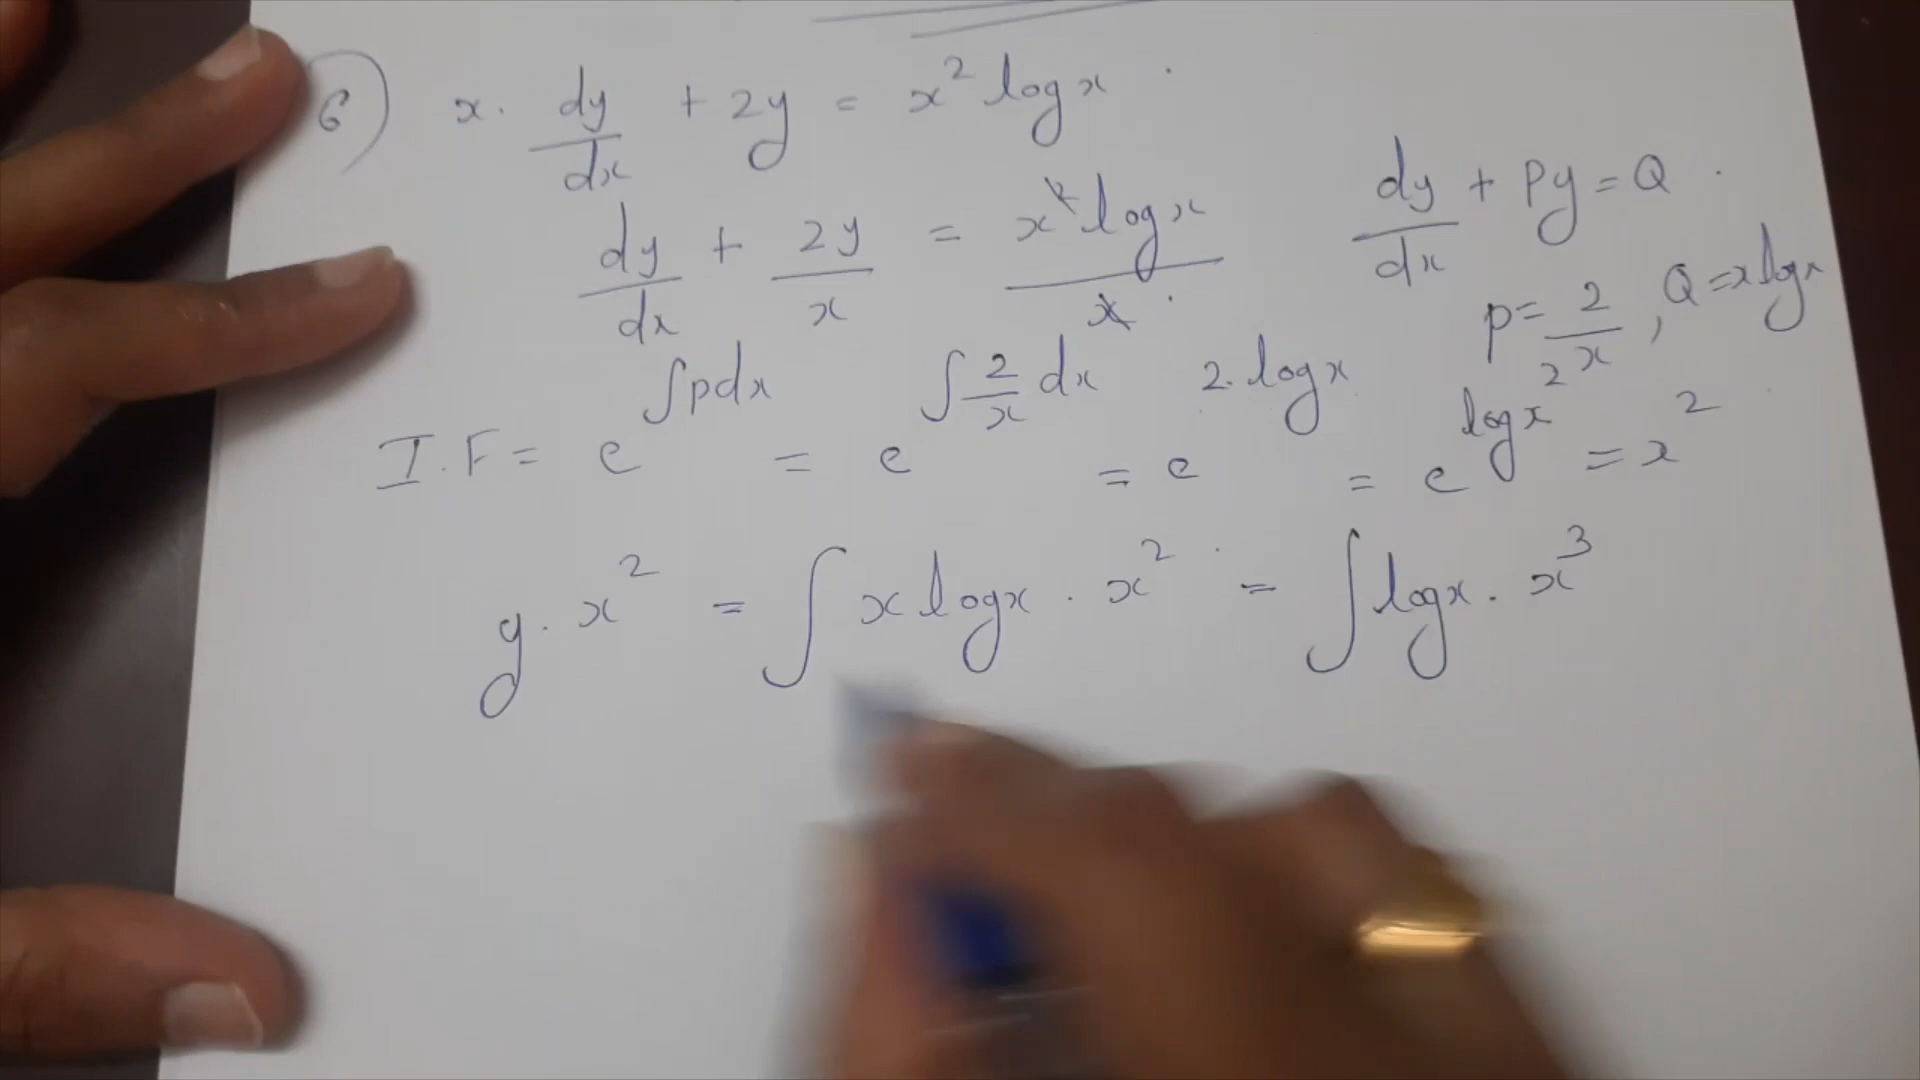 6) x. dy/dx + 2y = x² log x .
dy/dx + 2y/x = x² log x / x .
dy/dx + Py = Q .
P = 2/x , Q = x log x
I.F = e^∫pdx = e^∫2/x dx = e^2.log x = e^log x² = x²
y. x² = ∫ x log x . x² = ∫ log x . x³